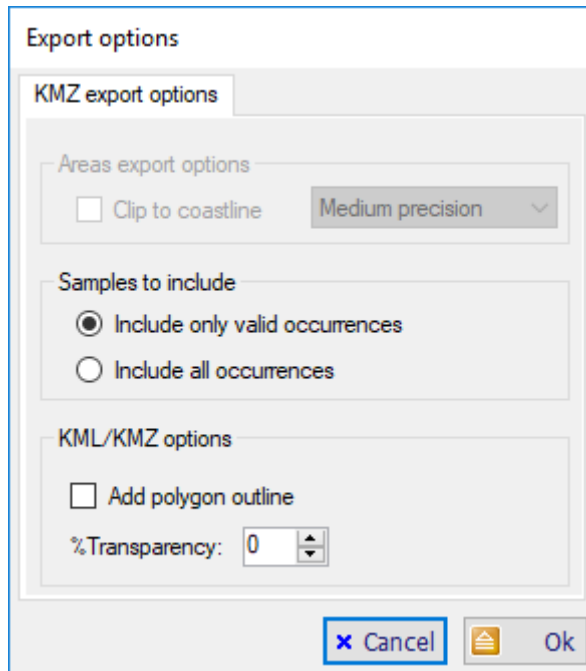 Export options
KMZ export options
Areas export options
Clip to coastline Medium precision
Samples to include
Include only valid occurrences
Include all occurrences
KML/KMZ options
Add polygon outline
%Transparency: 0
Cancel Ok